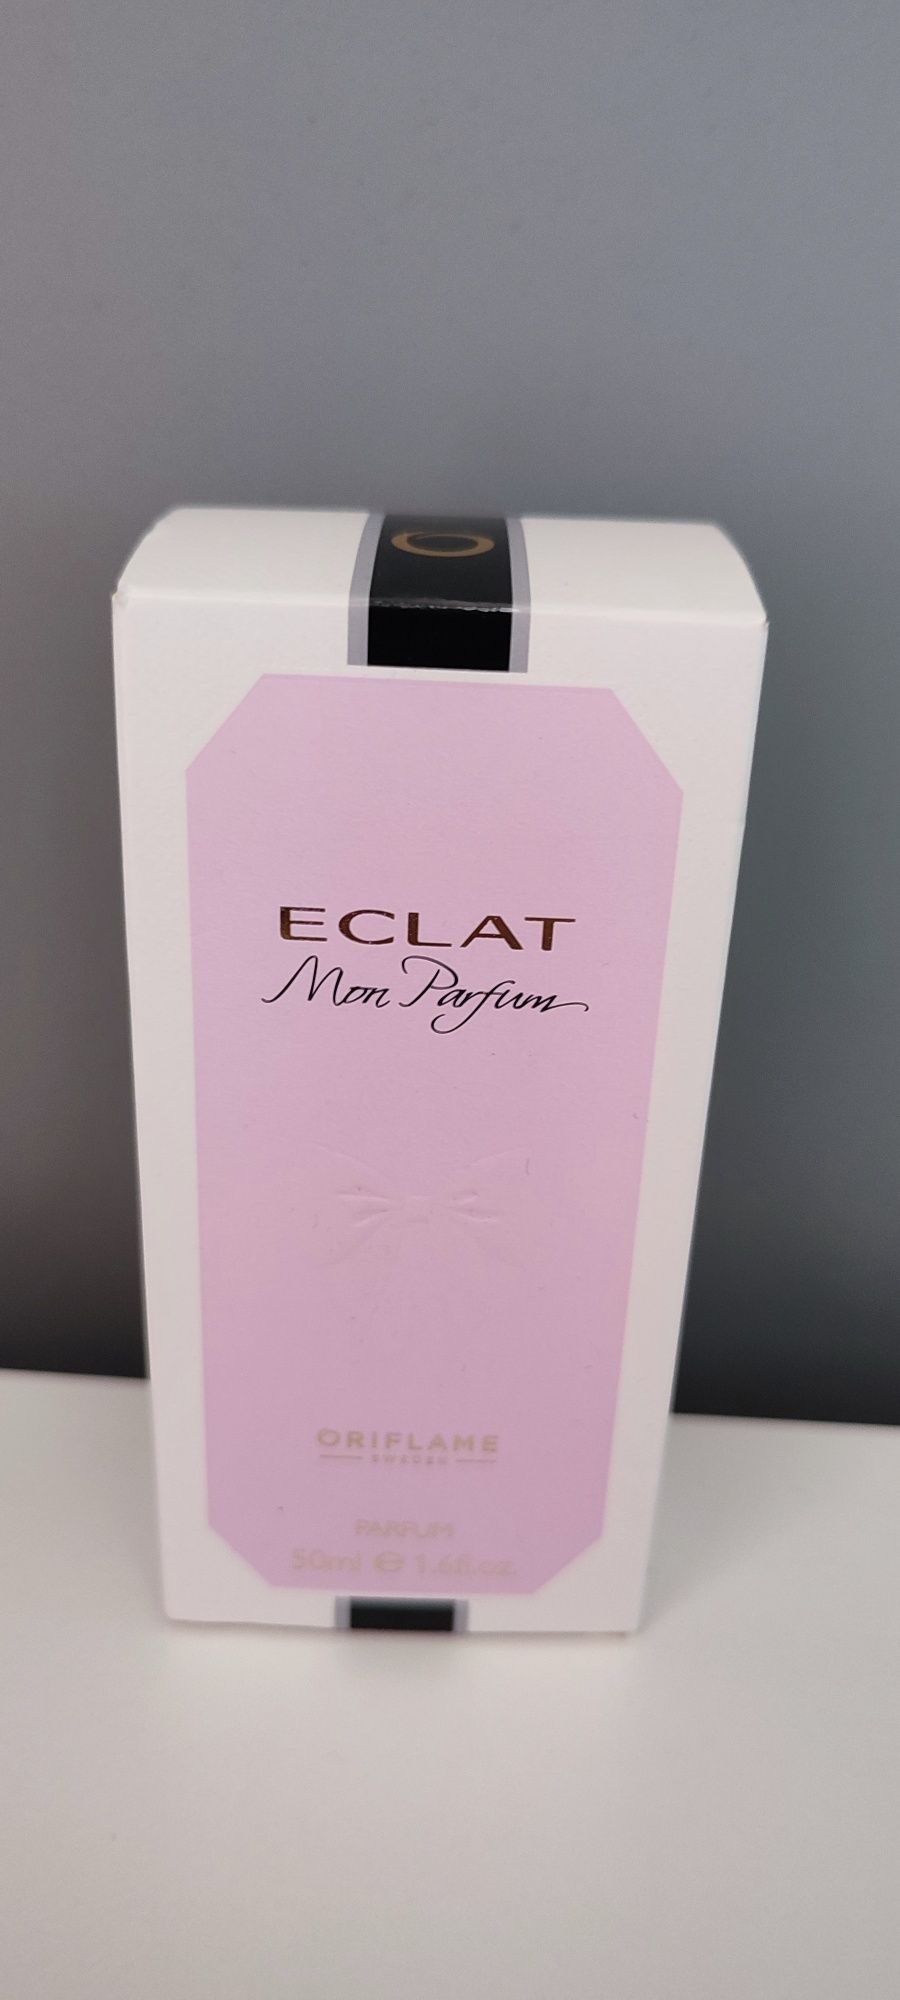 ECLAT
Mon Parfum
ORIFLAME
SWEDEN
PARFUM
50ml ℮ 1.6fl.oz.